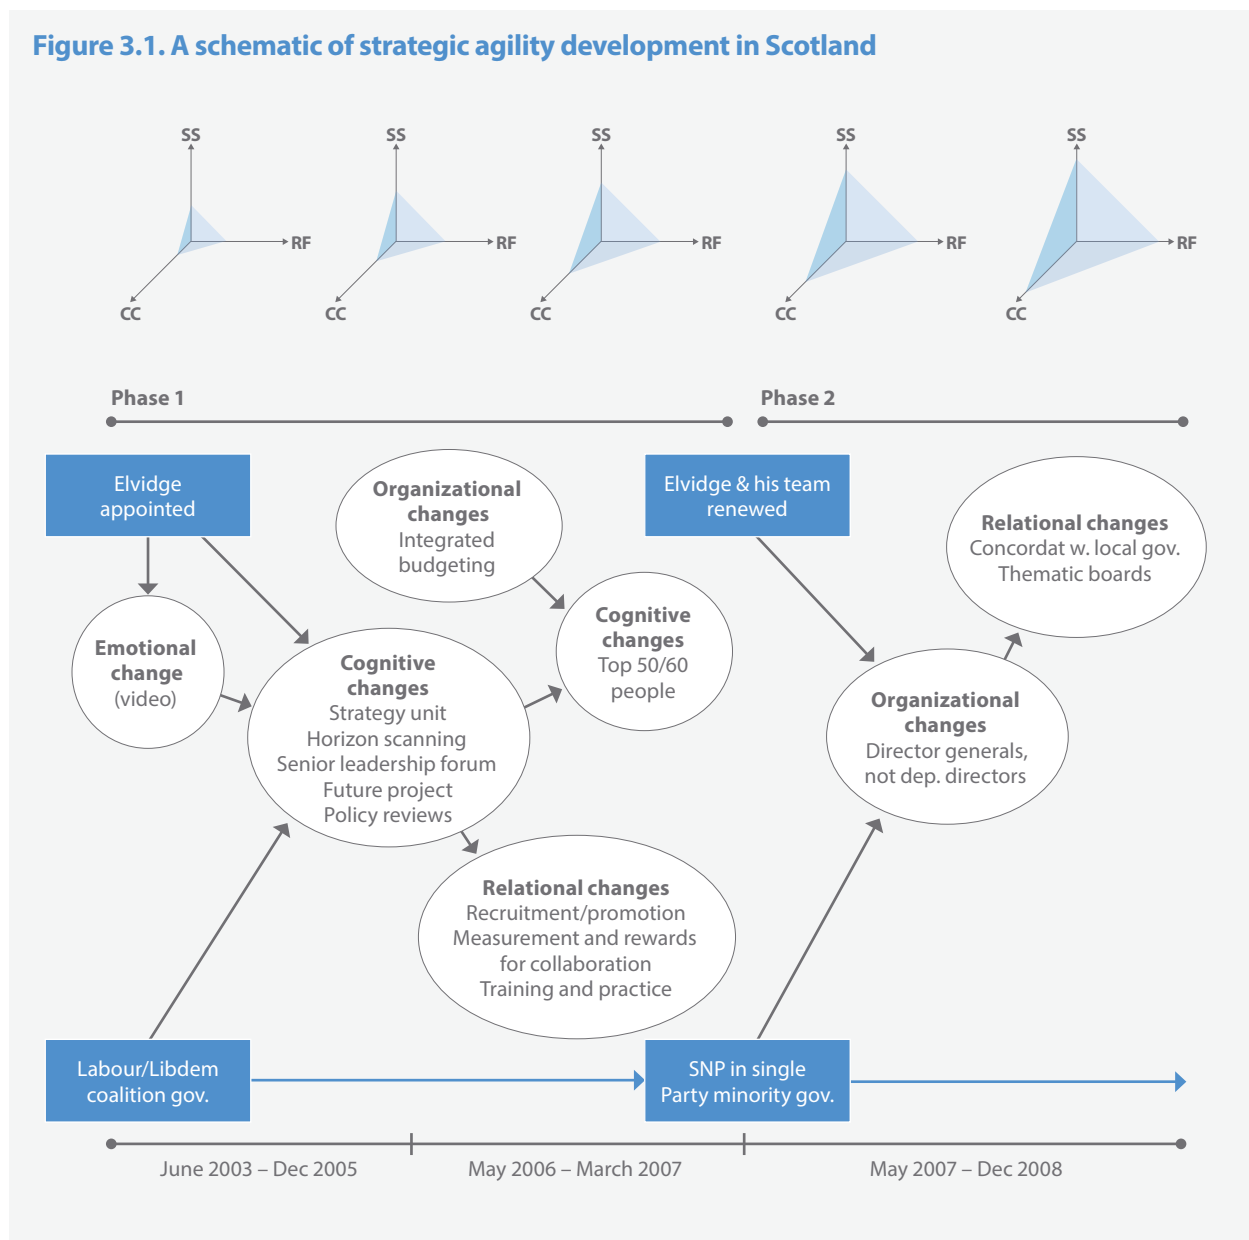 Figure 3.1. A schematic of strategic agility development in Scotland
SS
RF
CC
SS
RF
CC
SS
RF
CC
SS
RF
CC
SS
RF
CC
Phase 1
Phase 2
Elvidge
appointed
Organizational
changes
Integrated
budgeting
Elvidge & his team
renewed
Relational changes
Concordat w. local gov.
Thematic boards
Emotional
change
(video)
Cognitive
changes
Strategy unit
Horizon scanning
Senior leadership forum
Future project
Policy reviews
Cognitive
changes
Top 50/60
people
Organizational
changes
Director generals,
not dep. directors
Relational changes
Recruitment/promotion
Measurement and rewards
for collaboration
Training and practice
Labour/Libdem
coalition gov.
SNP in single
Party minority gov.
June 2003 – Dec 2005
May 2006 – March 2007
May 2007 – Dec 2008